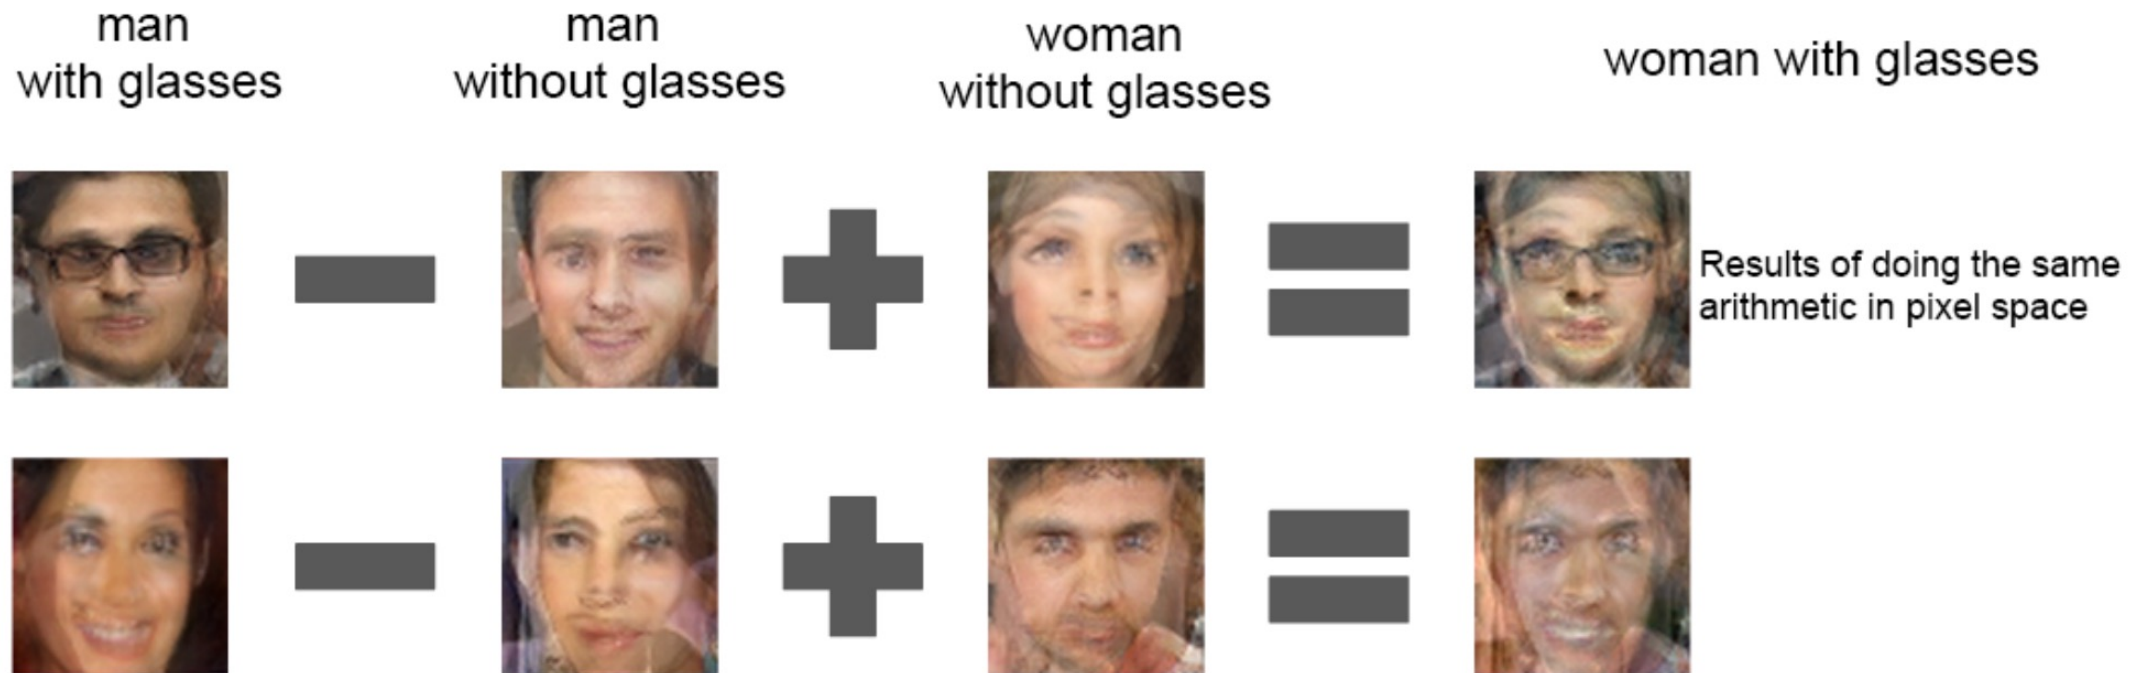 man
with glasses
man
without glasses
woman
without glasses
woman with glasses
Results of doing the same
arithmetic in pixel space